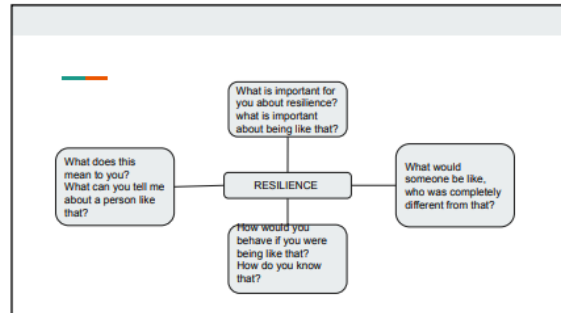 What is important for
you about resilience?
what is important
about being like that?
What does this
mean to you?
What can you tell me
about a person like
that?
RESILIENCE
What would
someone be like,
who was completely
different from that?
How would you
behave if you were
being like that?
How do you know
that?